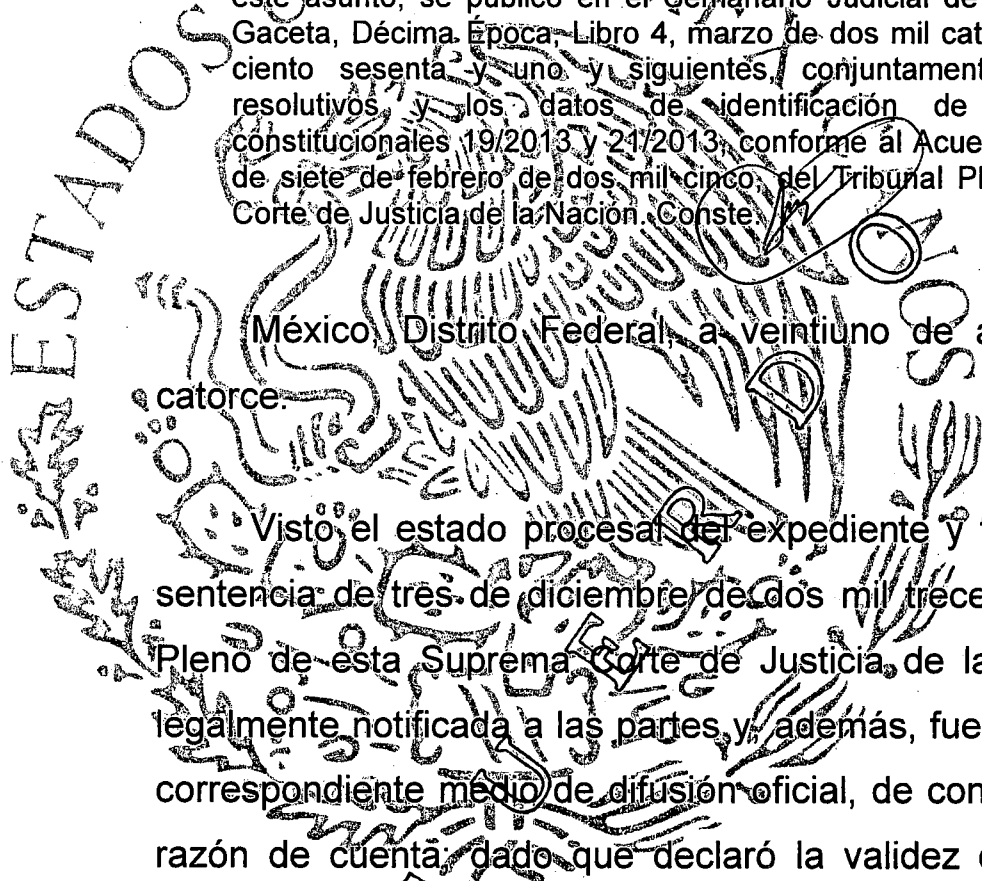 este asunto, se publicó en el Semanario Judicial de
Gaceta, Décima Época, Libro 4, marzo de dos mil cat
ciento sesenta y uno y siguientes, conjuntament
resolutivos y los datos de identificación de
constitucionales 19/2013 y 21/2013, conforme al Acue
de siete de febrero de dos mil cinco, del Tribunal Pl
Corte de Justicia de la Nación. Conste.
México, Distrito Federal, a veintiuno de a
catorce.
Visto el estado procesal del expediente y
sentencia de tres de diciembre de dos mil trece
Pleno de esta Suprema Corte de Justicia de la
legalmente notificada a las partes y, además, fue
correspondiente medio de difusión oficial, de con
razón de cuenta; dado que declaró la validez
ESTADOS